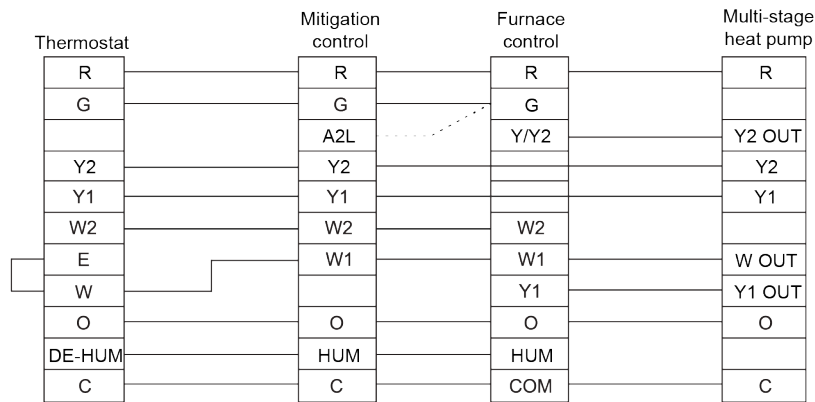 Thermostat
Mitigation
control
Furnace
control
Multi-stage
heat pump
R R R R
G G G
A2L Y/Y2 Y2 OUT
Y2 Y2 Y2
Y1 Y1 Y1
W2 W2 W2
E W1 W1 W OUT
W Y1 Y1 OUT
O O O O
DE-HUM HUM HUM
C C COM C